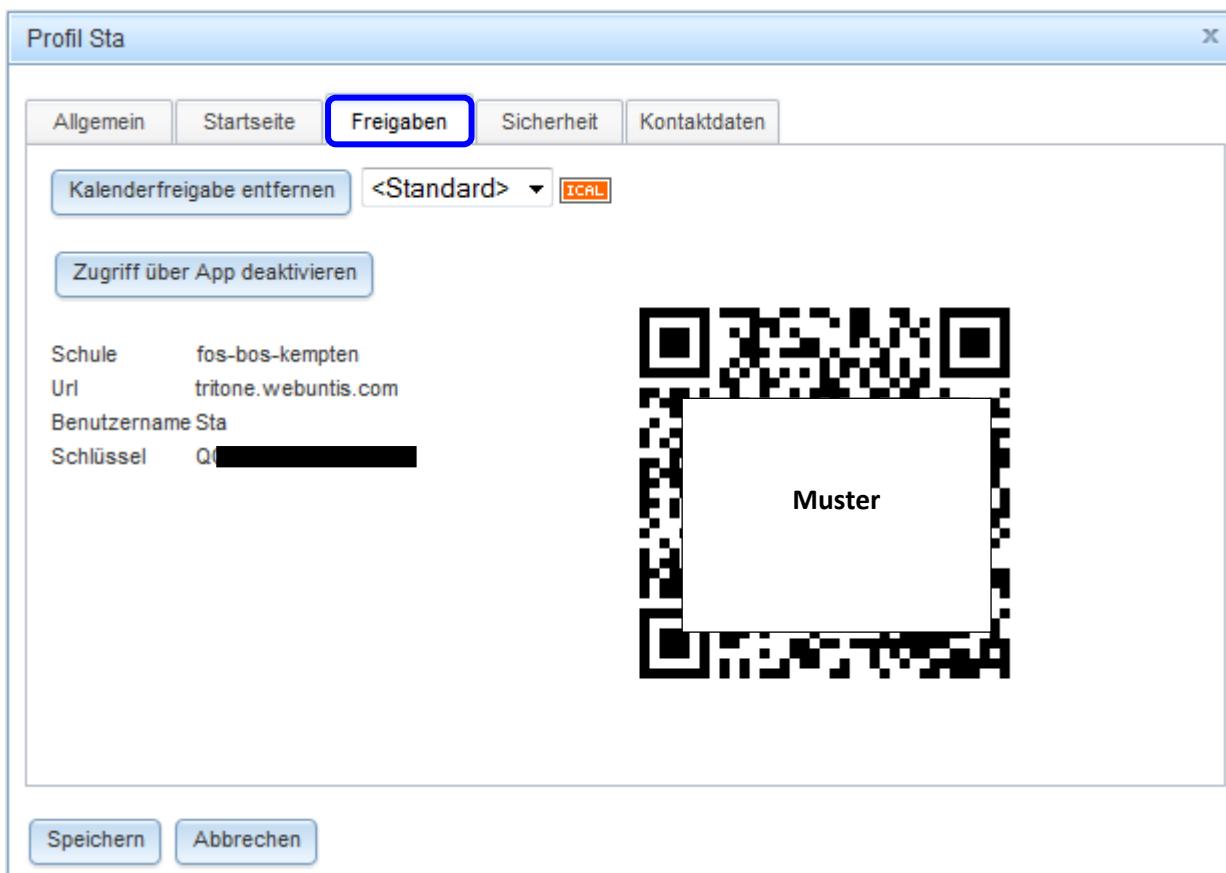 Profil Sta x
Allgemein Startseite Freigaben Sicherheit Kontaktdaten
Kalenderfreigabe entfernen <Standard> ICAL
Zugriff über App deaktivieren
Schule fos-bos-kempten
Url tritone.webuntis.com
Benutzername Sta
Schlüssel
Muster
Speichern Abbrechen